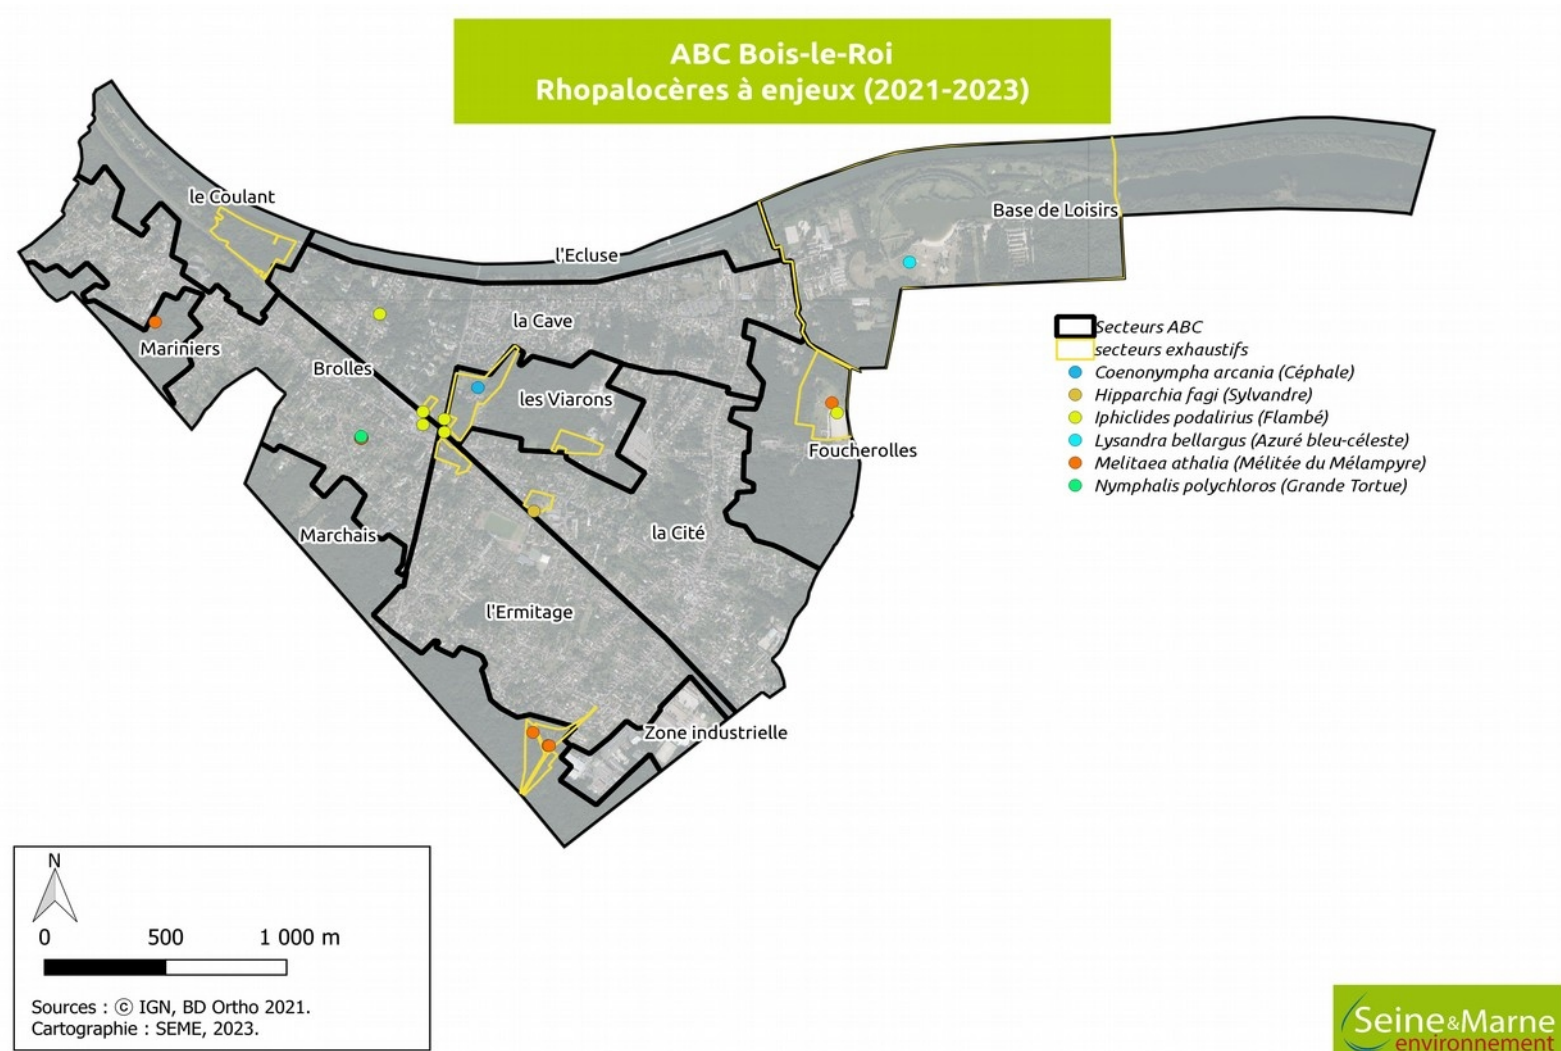 ABC Bois-le-Roi
Rhopalocères à enjeux (2021-2023)
le Coulant
l'Ecluse
Base de Loisirs
la Cave
Mariniers
Brolles
les Viarons
Foucherolles
Marchais
la Cité
l'Ermitage
Zone industrielle
Secteurs ABC
secteurs exhaustifs
Coenonympha arcania (Céphale)
Hipparchia fagi (Sylvandre)
Iphiclides podalirius (Flambé)
Lysandra bellargus (Azuré bleu-céleste)
Melitaea athalia (Mélitée du Mélampyre)
Nymphalis polychloros (Grande Tortue)
N
0 500 1 000 m
Sources : © IGN, BD Ortho 2021.
Cartographie : SEME, 2023.
Seine&Marne
environnement